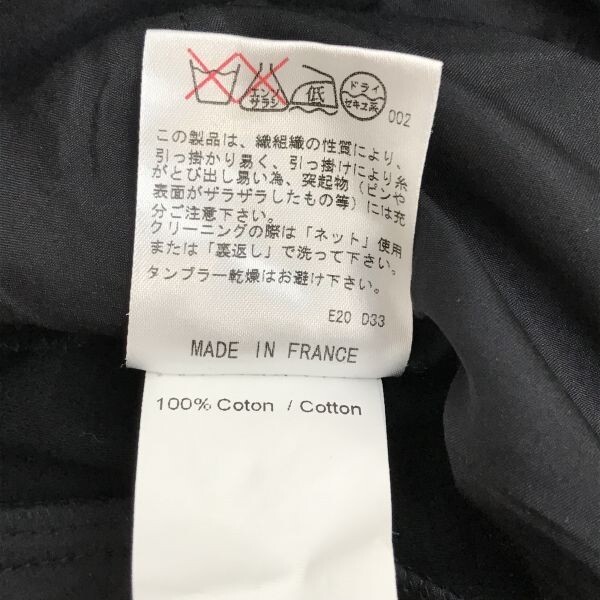 エンソ
サラシ
低
ドライ
セキユ系
002
この製品は、繊組織の性質により、
引っ掛かり易く、引っ掛けにより糸
がとび出し易い為、突起物（ピンや
表面がザラザラしたもの等）には充
分ご注意下さい。
クリーニングの際は「ネット」使用
または「裏返し」で洗って下さい。
タンブラー乾燥はお避け下さい。
E20 D33
MADE IN FRANCE
100% Coton / Cotton